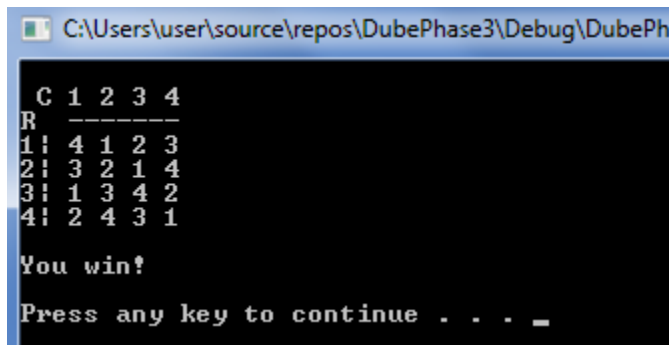 C:\Users\user\source\repos\DubePhase3\Debug\DubePh
C 1 2 3 4
R -------
1¦ 4 1 2 3
2¦ 3 2 1 4
3¦ 1 3 4 2
4¦ 2 4 3 1
You win!
Press any key to continue . . . _